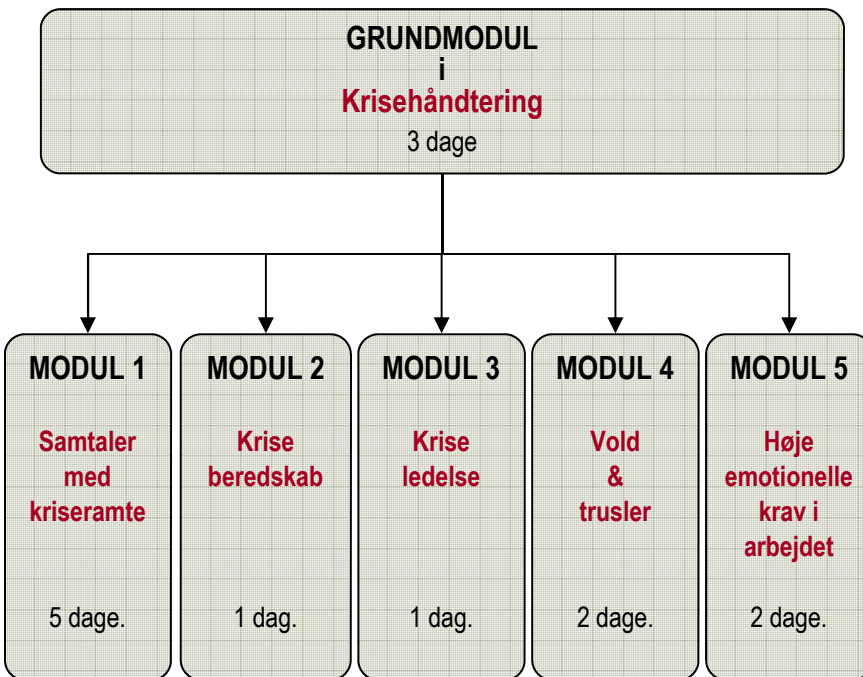 GRUNDMODUL
i
Krisehåndtering
3 dage
MODUL 1
Samtaler
med
kriseramte
5 dage.
MODUL 2
Krise
beredskab
1 dag.
MODUL 3
Krise
ledelse
1 dag.
MODUL 4
Vold
&
trusler
2 dage.
MODUL 5
Høje
emotionelle
krav i
arbejdet
2 dage.